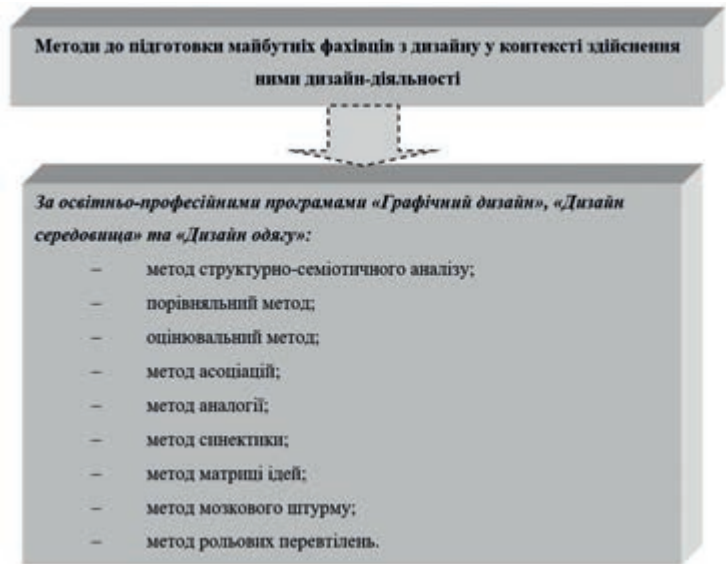 Методи до підготовки майбутніх фахівців з дизайну у контексті здійснення
ними дизайн-діяльності
За освітньо-професійними програмами «Графічний дизайн», «Дизайн
середовища» та «Дизайн одягу»:
– метод структурно-семіотичного аналізу;
– порівняльний метод;
– оцінювальний метод;
– метод асоціацій;
– метод аналогії;
– метод синектики;
– метод матриці ідей;
– метод мозкового штурму;
– метод рольових перевтілень.